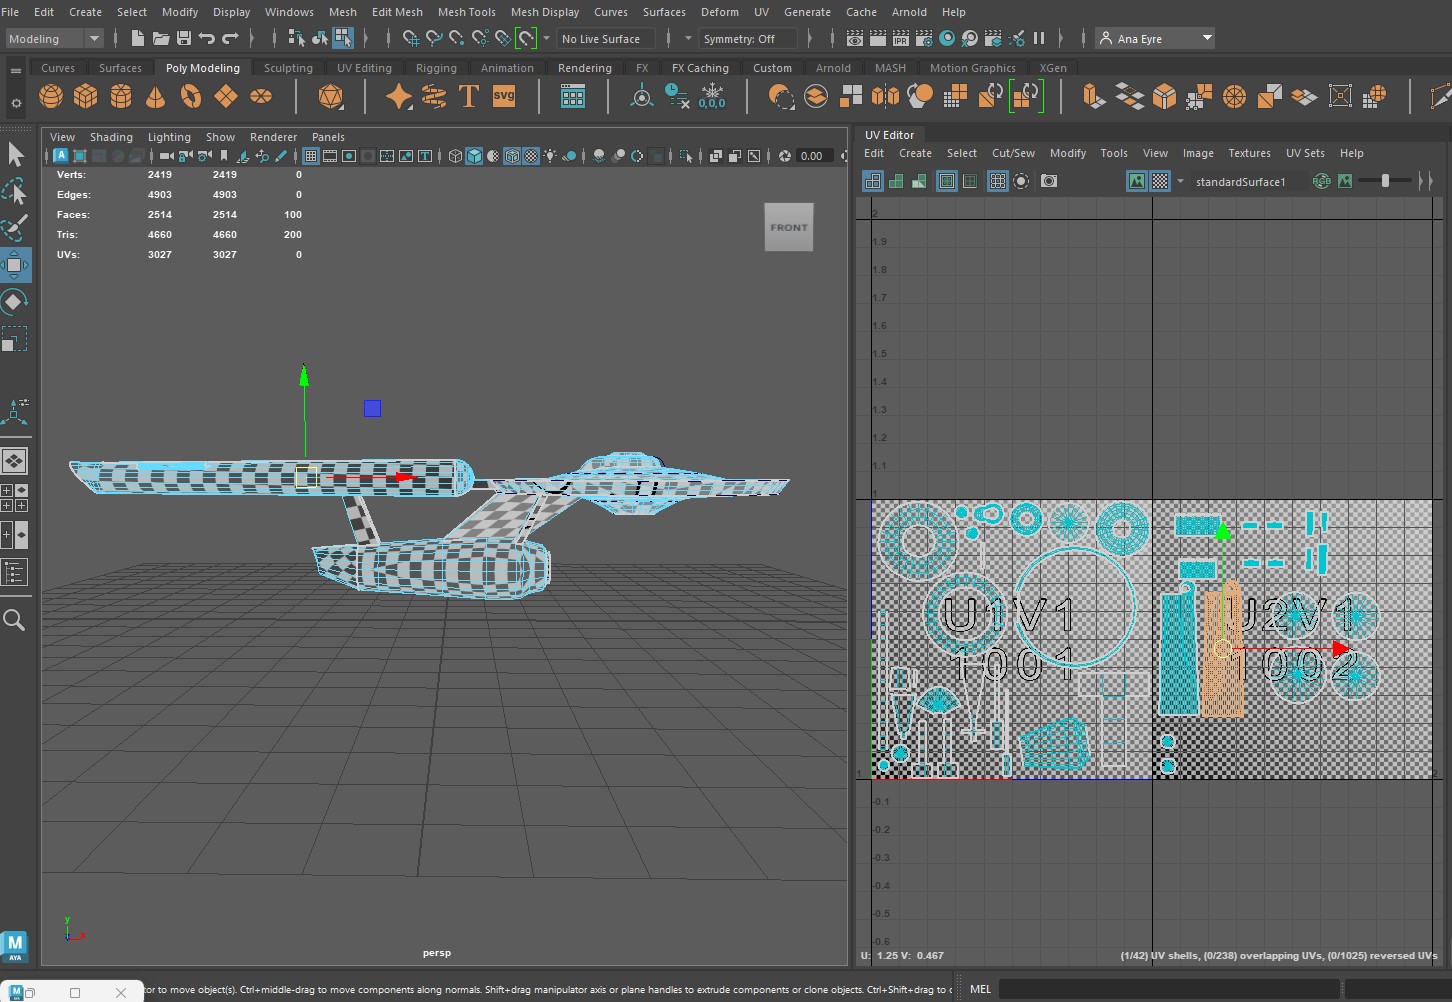 File Edit Create Select Modify Display Windows Mesh Edit Mesh Mesh Tools Mesh Display Curves Surfaces Deform UV Generate Cache Arnold Help
Modeling No Live Surface Symmetry: Off IPR Ana Eyre
Curves Surfaces Poly Modeling Sculpting UV Editing Rigging Animation Rendering FX FX Caching Custom Arnold MASH Motion Graphics XGen
T SVG 0,0,0
View Shading Lighting Show Renderer Panels
0.00
Verts: 2419 2419 0
Edges: 4903 4903 0
Faces: 2514 2514 100
Tris: 4660 4660 200
UVs: 3027 3027 0
FRONT
y
x
persp
UV Editor
Edit Create Select Cut/Sew Modify Tools View Image Textures UV Sets Help
standardSurface1 RGB
2
1.9
1.8
1.7
1.6
1.5
1.4
1.3
1.2
1.1
1
U1V1
1001
U2V1
1002
1 2
-0.1
-0.2
-0.3
-0.4
-0.5
-0.6
U: 1.25 V: 0.467 (1/42) UV shells, (0/238) overlapping UVs, (0/1025) reversed UVs
M
AYA
tor to move object(s). Ctrl+middle-drag to move components along normals. Shift+drag manipulator axis or plane handles to extrude components or clone objects. Ctrl+Shift+drag to c
MEL